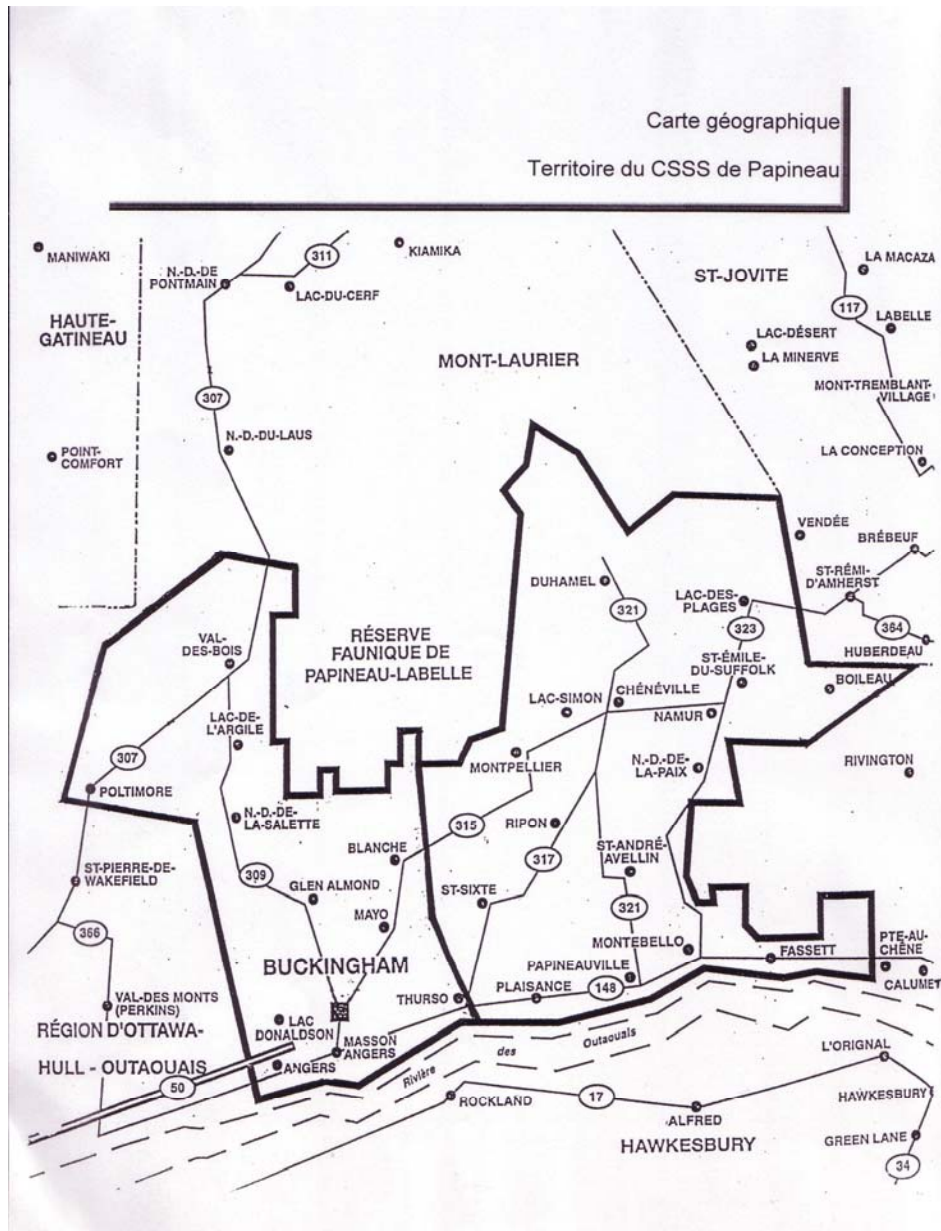 Carte géographique
Territoire du CSSS de Papineau
MANIWAKI
N.-D.-DE
PONTMAIN
311
LAC-DU-CERF
KIAMIKA
ST-JOVITE
LA MACAZA
117
LABELLE
HAUTE-
GATINEAU
LAC-DÉSERT
LA MINERVE
MONT-LAURIER
MONT-TREMBLANT-
VILLAGE
307
N.-D.-DU-LAUS
POINT-
COMFORT
LA CONCEPTION
VENDÉE
BRÉBEUF
DUHAMEL
321
LAC-DES-
PLAGES
ST-RÉMI-
D'AMHERST
364
323
HUBERDEAU
VAL-
DES-BOIS
RÉSERVE
FAUNIQUE DE
PAPINEAU-LABELLE
ST-ÉMILE-
DU-SUFFOLK
BOILEAU
LAC-SIMON
CHÉNÉVILLE
NAMUR
LAC-DE-
L'ARGILE
307
MONTPELLIER
N.-D.-DE-
LA-PAIX
RIVINGTON
POLTIMORE
N.-D.-DE-
LA-SALETTE
315
RIPON
BLANCHE
317
ST-ANDRÉ-
AVELLIN
ST-PIERRE-DE-
WAKEFIELD
309
GLEN ALMOND
ST-SIXTE
321
MAYO
366
MONTEBELLO
FASSETT
PTE-AU-
CHÊNE
BUCKINGHAM
PAPINEAUVILLE
CALUMET
THURSO
PLAISANCE
148
VAL-DES MONTS
(PERKINS)
LAC
DONALDSON
RÉGION D'OTTAWA-
HULL - OUTAOUAIS
MASSON
ANGERS
ANGERS
50
Rivière des Outaouais
L'ORIGNAL
ROCKLAND
17
ALFRED
HAWKESBURY
HAWKESBURY
GREEN LANE
34